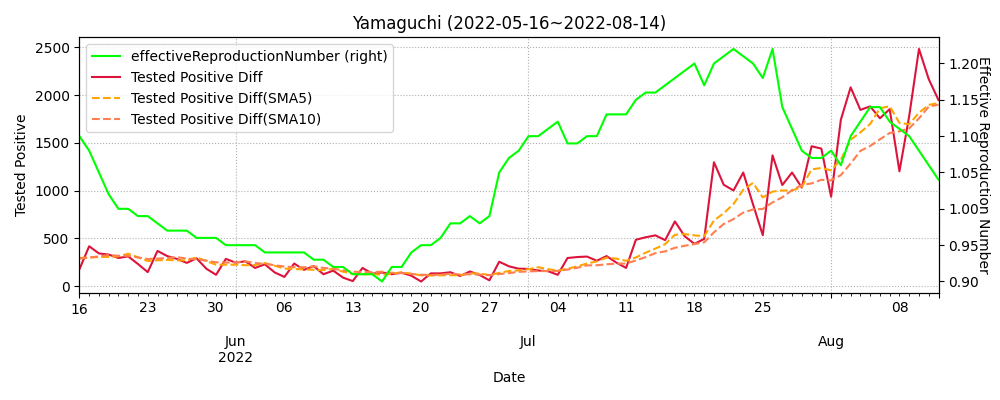 Yamaguchi (2022-05-16~2022-08-14)
effectiveReproductionNumber (right)
Tested Positive Diff
Tested Positive Diff(SMA5)
Tested Positive Diff(SMA10)
Tested Positive
2500
2000
1500
1000
500
0
1.20
1.15
1.10
1.05
1.00
0.95
0.90
Effective Reproduction Number
16 23 30 06 13 20 27 04 11 18 25 08
Jun Jul Aug
2022
Date